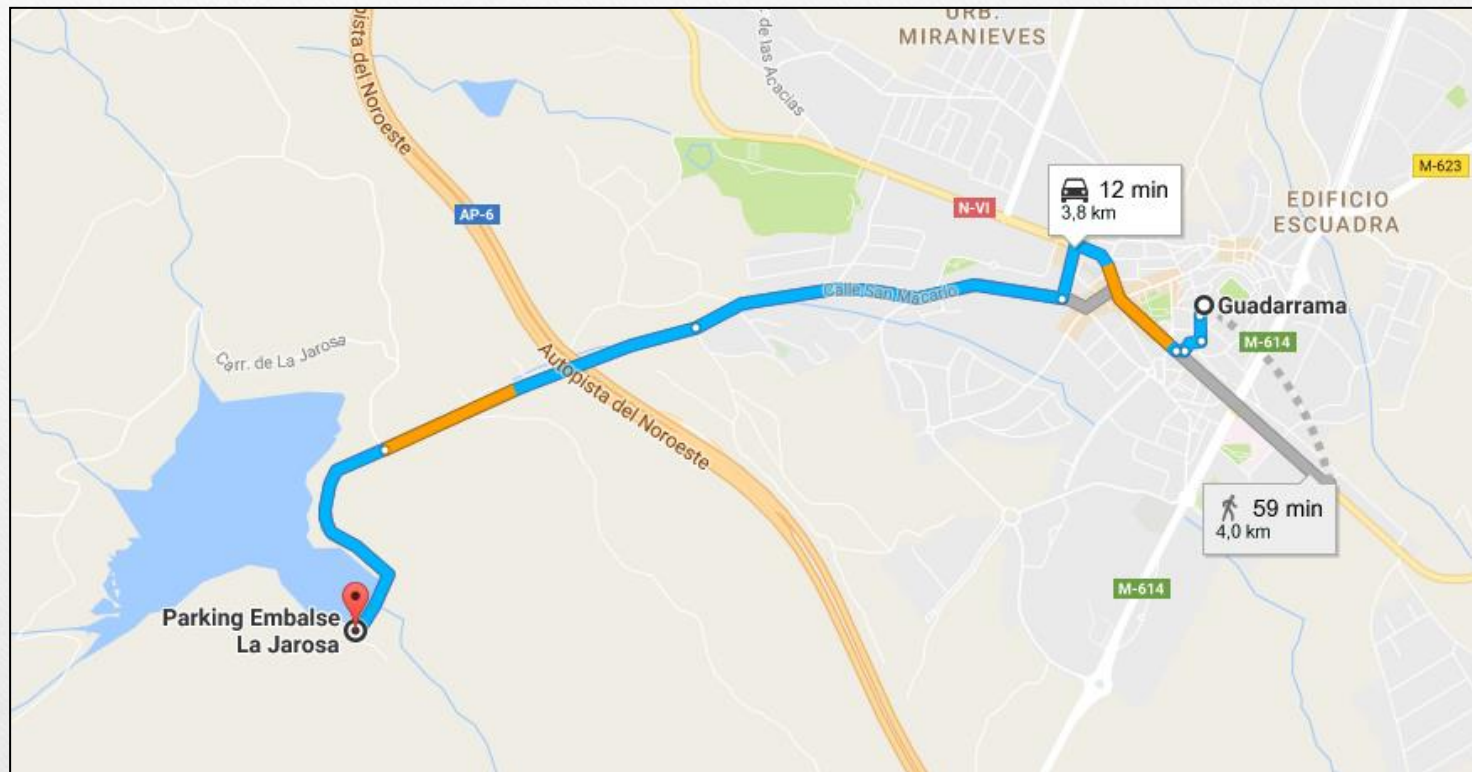 URB.
MIRANIEVES
pista del Noroeste
de las Acacias
M-623
12 min
3,8 km
EDIFICIO
ESCUADRA
AP-6
N-VI
Calle San Macario
Guadarrama
M-614
Carr. de La Jarosa
Autopista del Noroeste
59 min
4,0 km
M-614
Parking Embalse
La Jarosa